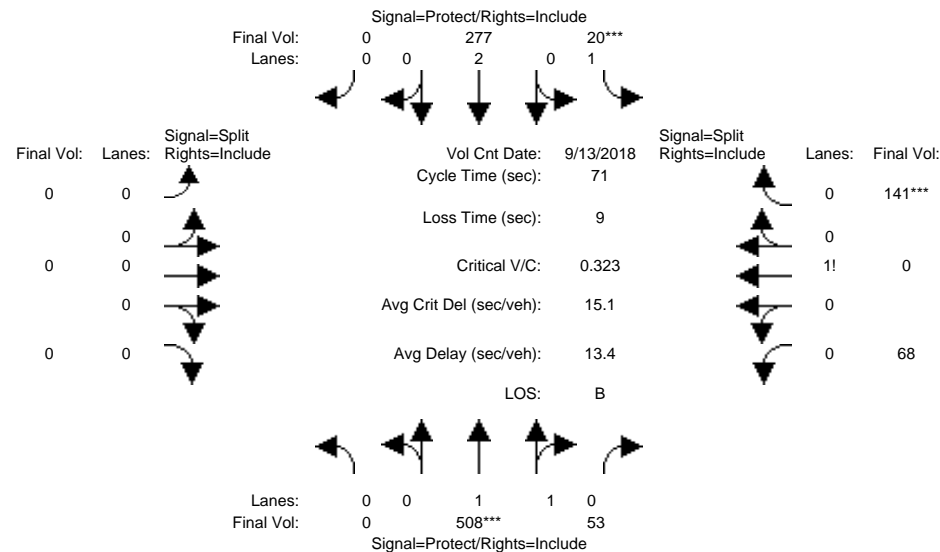 Signal=Protect/Rights=Include
Final Vol: 0 277 20***
Lanes: 0 0 2 0 1
Signal=Split Signal=Split
Final Vol: Lanes: Rights=Include Vol Cnt Date: 9/13/2018 Rights=Include Lanes: Final Vol:
Cycle Time (sec): 71
0 0 0 141***
Loss Time (sec): 9
0 0
0 0 Critical V/C: 0.323 1! 0
0 Avg Crit Del (sec/veh): 15.1 0
0 0 Avg Delay (sec/veh): 13.4 0 68
LOS: B
Lanes: 0 0 1 1 0
Final Vol: 0 508*** 53
Signal=Protect/Rights=Include